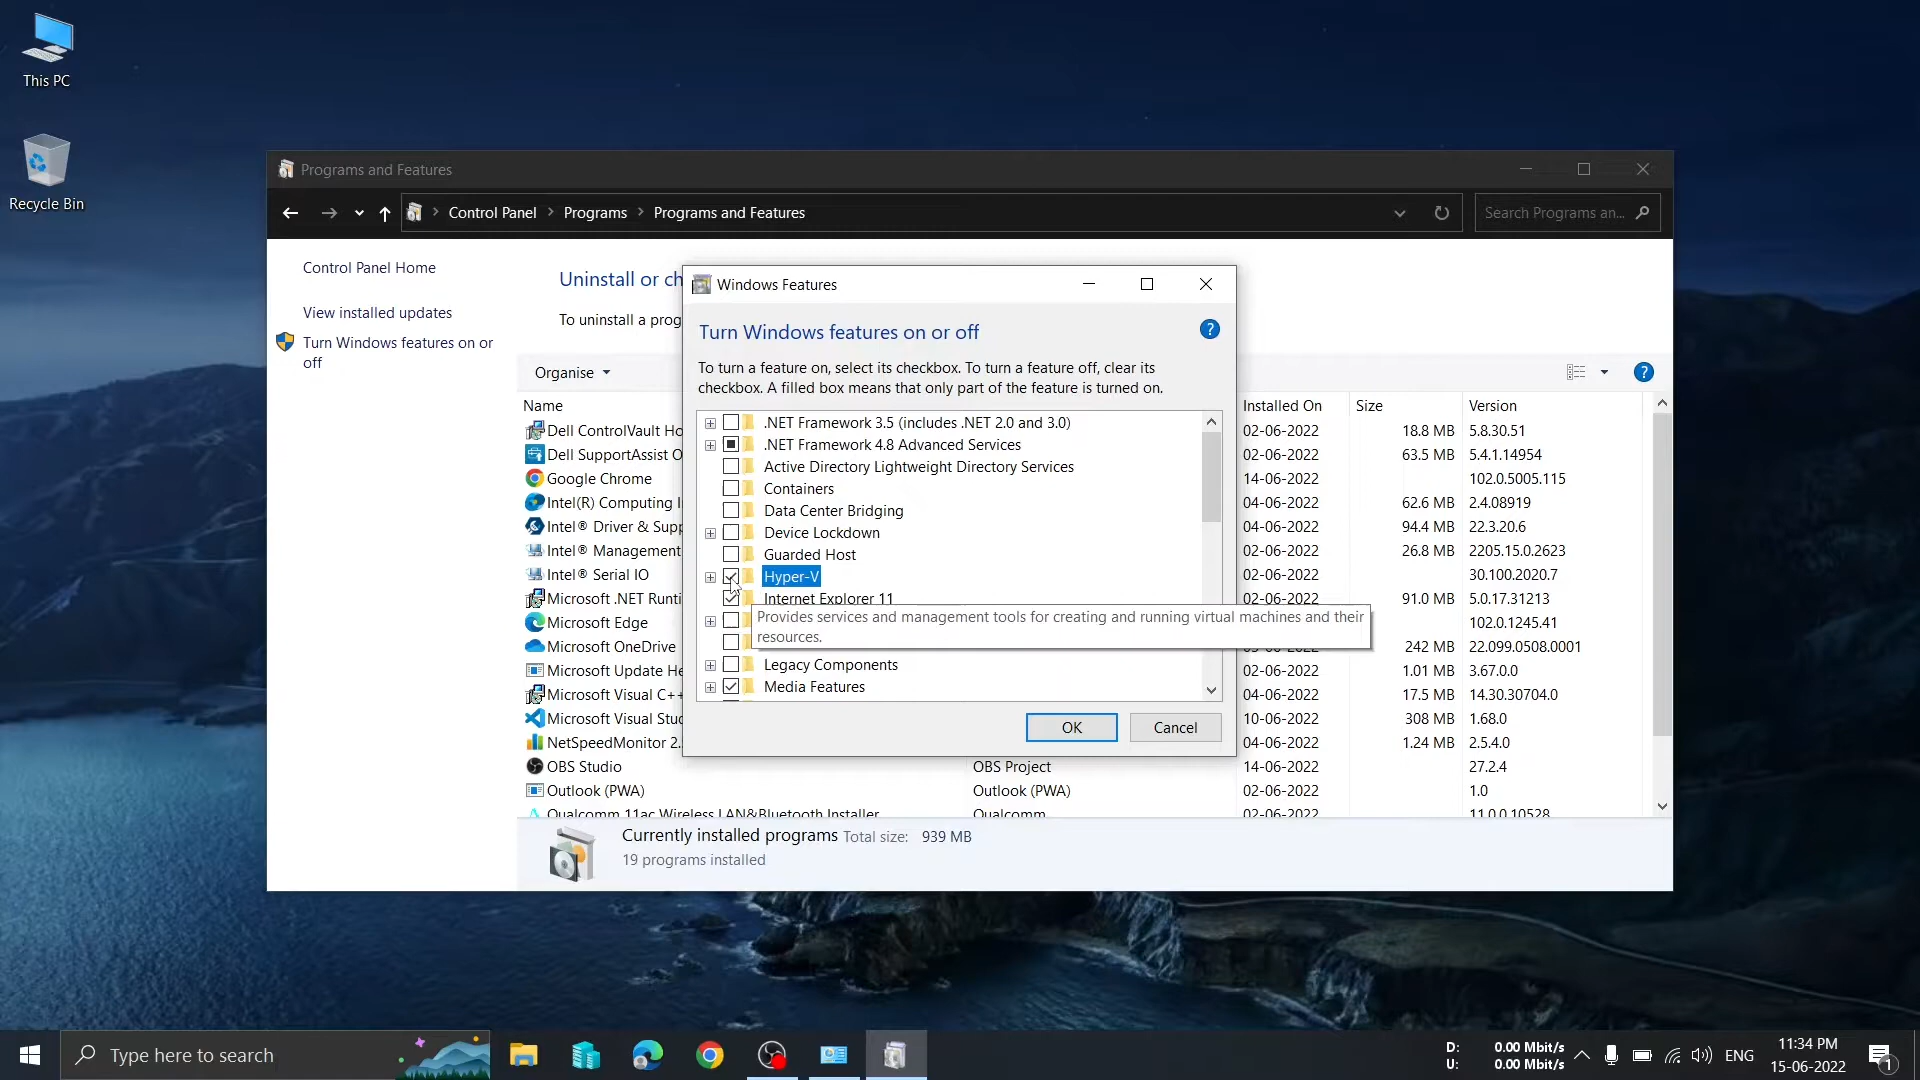 This PC
Recycle Bin
Programs and Features
Control Panel
Programs
Programs and Features
Search Programs an...
Control Panel Home
View installed updates
Turn Windows features on or
off
Uninstall or ch
To uninstall a prog
Organise
Name
Installed On
Size
Version
Dell ControlVault Ho
02-06-2022
18.8 MB
5.8.30.51
Dell SupportAssist O
02-06-2022
63.5 MB
5.4.1.14954
Google Chrome
14-06-2022
102.0.5005.115
Intel(R) Computing I
04-06-2022
62.6 MB
2.4.08919
Intel® Driver & Supp
04-06-2022
94.4 MB
22.3.20.6
Intel® Management
02-06-2022
26.8 MB
2205.15.0.2623
Intel® Serial IO
02-06-2022
30.100.2020.7
Microsoft .NET Runti
02-06-2022
91.0 MB
5.0.17.31213
Microsoft Edge
102.0.1245.41
Microsoft OneDrive
242 MB
22.099.0508.0001
Microsoft Update He
02-06-2022
1.01 MB
3.67.0.0
Microsoft Visual C++
04-06-2022
17.5 MB
14.30.30704.0
Microsoft Visual Stud
10-06-2022
308 MB
1.68.0
NetSpeedMonitor 2.
04-06-2022
1.24 MB
2.5.4.0
OBS Studio
OBS Project
14-06-2022
27.2.4
Outlook (PWA)
Outlook (PWA)
02-06-2022
1.0
Qualcomm 11ac Wireless LAN&Bluetooth Installer
Qualcomm
02-06-2022
11.0.0.10528
Currently installed programs Total size: 939 MB
19 programs installed
Windows Features
Turn Windows features on or off
To turn a feature on, select its checkbox. To turn a feature off, clear its
checkbox. A filled box means that only part of the feature is turned on.
.NET Framework 3.5 (includes .NET 2.0 and 3.0)
.NET Framework 4.8 Advanced Services
Active Directory Lightweight Directory Services
Containers
Data Center Bridging
Device Lockdown
Guarded Host
Hyper-V
Internet Explorer 11
Provides services and management tools for creating and running virtual machines and their
resources.
Legacy Components
Media Features
OK
Cancel
Type here to search
D: 0.00 Mbit/s
U: 0.00 Mbit/s
ENG
11:34 PM
15-06-2022
1